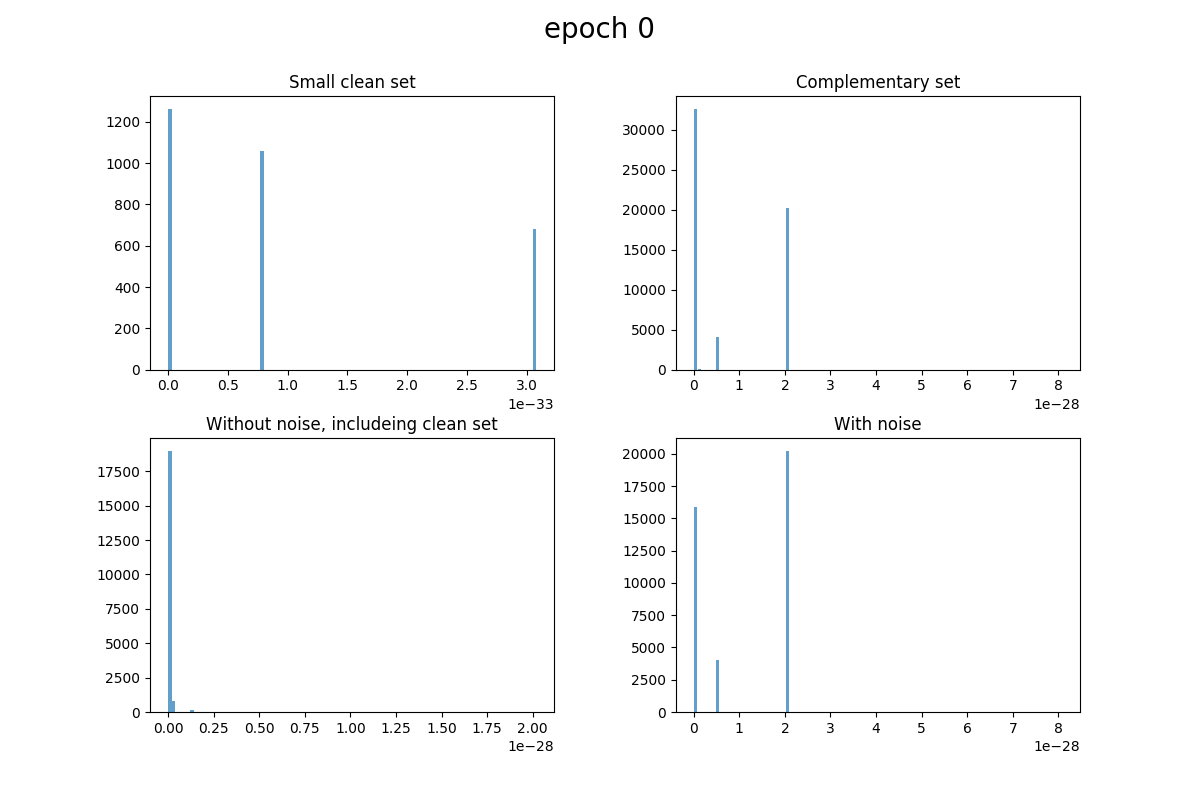 epoch 0
Small clean set
1200
1000
800
600
400
200
0
0.0 0.5 1.0 1.5 2.0 2.5 3.0
1e−33
Complementary set
30000
25000
20000
15000
10000
5000
0
0 1 2 3 4 5 6 7 8
1e−28
Without noise, includeing clean set
17500
15000
12500
10000
7500
5000
2500
0
0.00 0.25 0.50 0.75 1.00 1.25 1.50 1.75 2.00
1e−28
With noise
20000
17500
15000
12500
10000
7500
5000
2500
0
0 1 2 3 4 5 6 7 8
1e−28